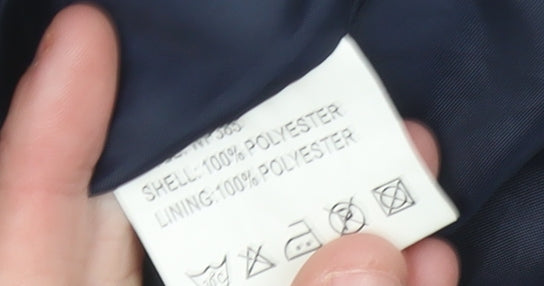 SHELL: 100% POLYESTER
LINING:100% POLYESTER